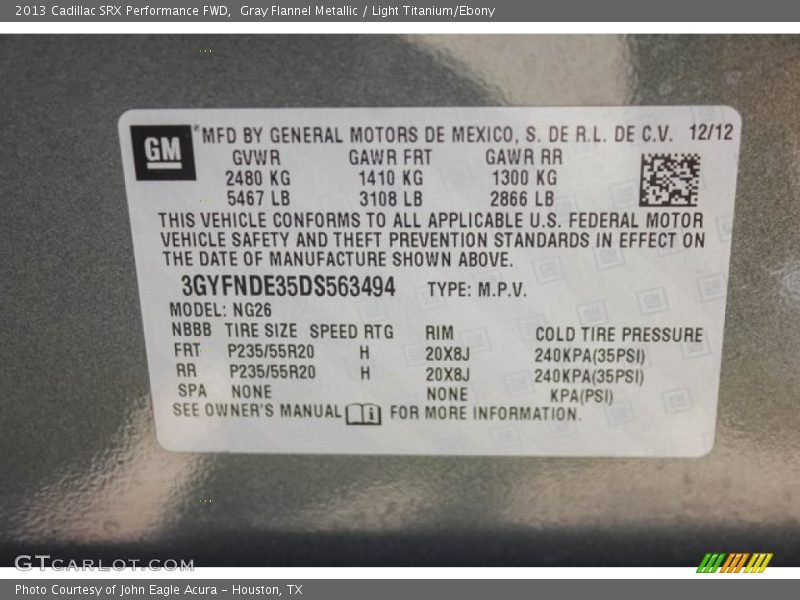 2013 Cadillac SRX Performance FWD,  Gray Flannel Metallic / Light Titanium/Ebony
GM
MFD BY GENERAL MOTORS DE MEXICO, S. DE R.L. DE C.V.  12/12
GVWR GAWR FRT GAWR RR
2480 KG 1410 KG 1300 KG
5467 LB 3108 LB 2866 LB
THIS VEHICLE CONFORMS TO ALL APPLICABLE U.S. FEDERAL MOTOR
VEHICLE SAFETY AND THEFT PREVENTION STANDARDS IN EFFECT ON
THE DATE OF MANUFACTURE SHOWN ABOVE.
3GYFNDE35DS563494 TYPE: M.P.V.
MODEL: NG26
NBBB TIRE SIZE SPEED RTG RIM COLD TIRE PRESSURE
FRT P235/55R20 H 20X8J 240KPA(35PSI)
RR P235/55R20 H 20X8J 240KPA(35PSI)
SPA NONE NONE KPA(PSI)
SEE OWNER'S MANUAL i FOR MORE INFORMATION.
GTCARLOT.COM
Photo Courtesy of John Eagle Acura - Houston, TX